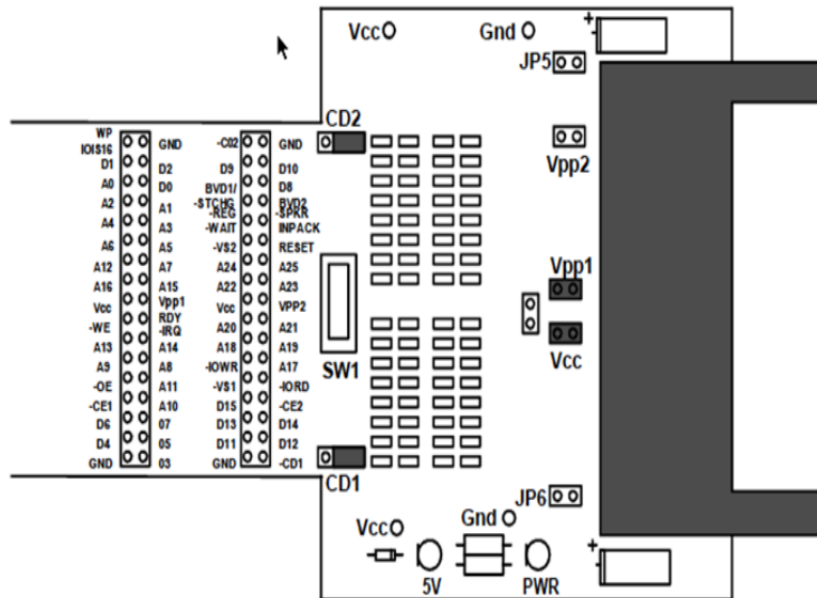 Vcc Gnd +
JP5
CD2
Vpp2
WP
IOIS16 GND -C02 GND
D1 D2 D9 D10
A0 D0 BVD1/ D8
A2 A1 -STCHG BVD2
-REG -SPKR
A4 A3 -WAIT INPACK
A6 A5 -VS2 RESET
A12 A7 A24 A25
A16 A15 A22 A23
Vcc Vpp1 Vcc VPP2
RDY
-WE -IRQ A20 A21
A13 A14 A18 A19
A9 A8 -IOWR A17
-OE A11 -VS1 -IORD
-CE1 A10 D15 -CE2
D6 07 D13 D14
D4 05 D11 D12
GND 03 GND -CD1
Vpp1
Vcc
SW1
CD1
JP6
Vcc Gnd +
5V PWR